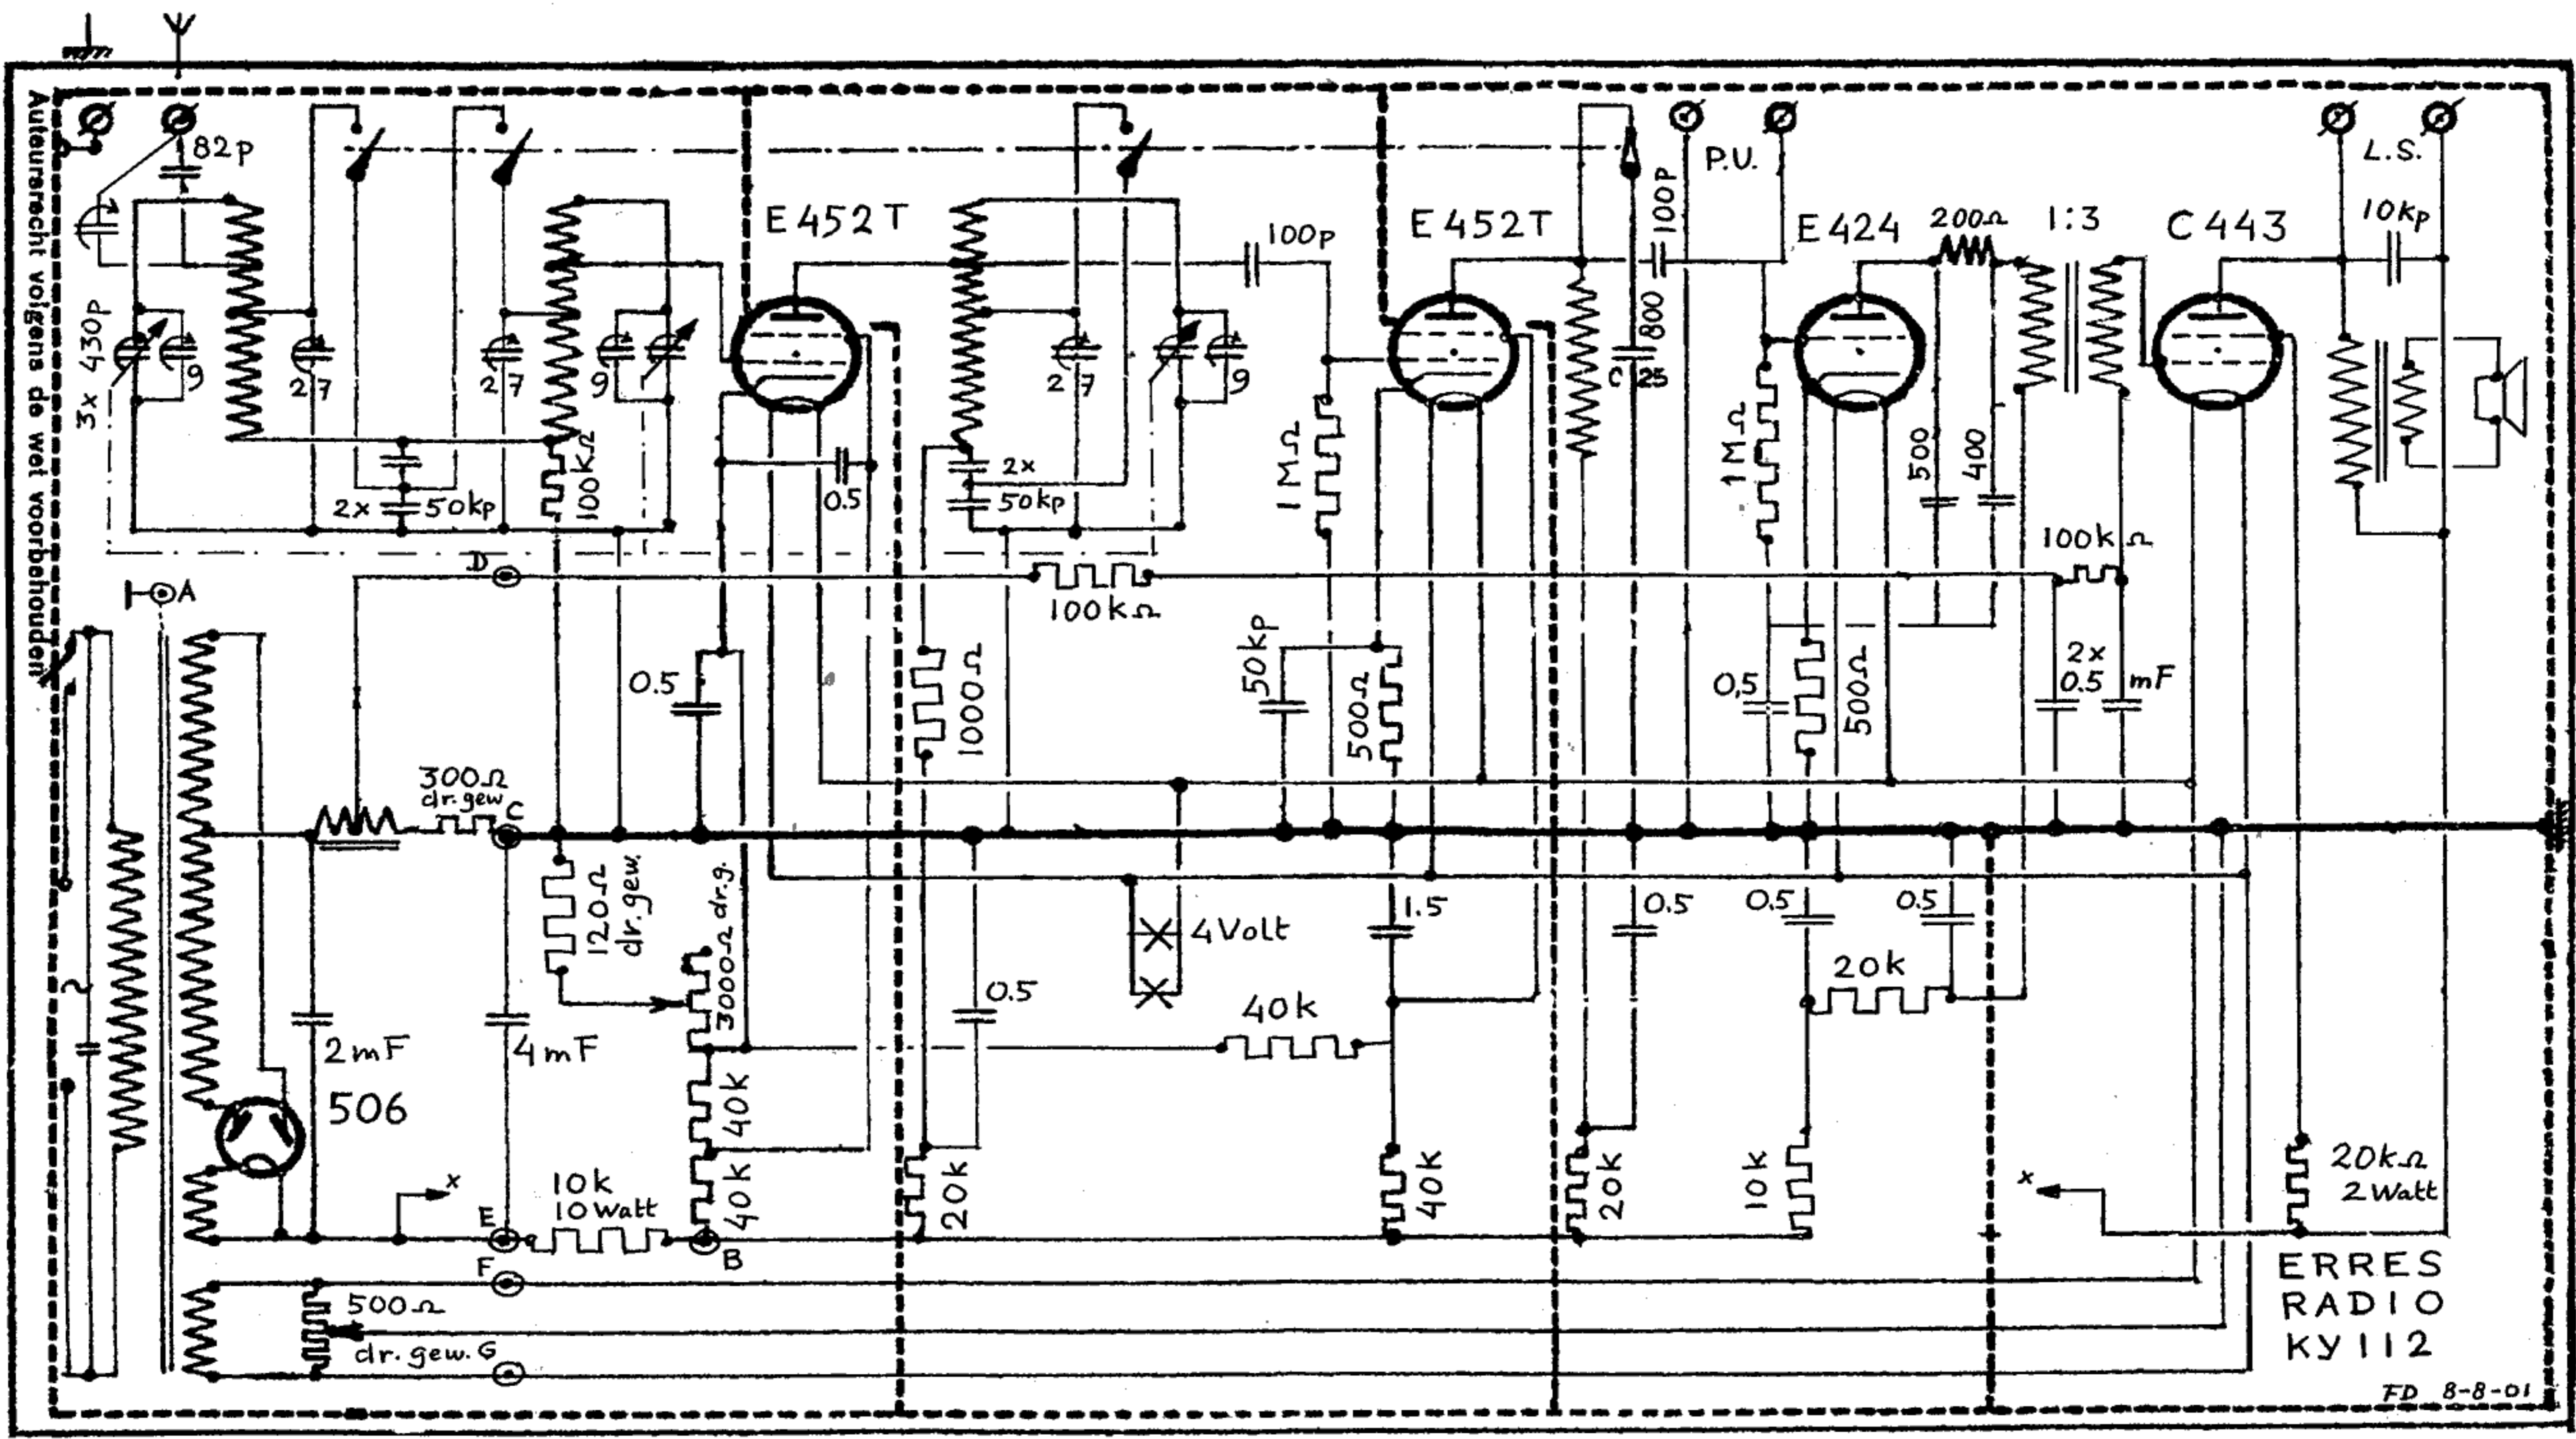 Auteursrecht volgens de wet voorbehouden
82p
E452T
100p
E452T
100p
P.U.
E424
200Ω
1:3
C443
L.S.
10kp
3x 430p
9
27
27
9
27
9
800
C 25
100kΩ
2x 50kp
0.5
2x
50kp
1MΩ
1MΩ
500
400
100kΩ
D
100kΩ
A
0.5
1000Ω
50kp
500Ω
0,5
500Ω
2x
0.5 mF
300Ω
dr.gew
C
120Ω
dr.gew.
3000Ω dr.g.
4Volt
1.5
0.5
0.5
0.5
~
2mF
4mF
0.5
40k
20k
506
40k
x
E
10k
10Watt
40k
B
20k
40k
20k
10k
x
20kΩ
2Watt
F
500Ω
dr.gew.
G
ERRES
RADIO
KY112
FD 8-8-01